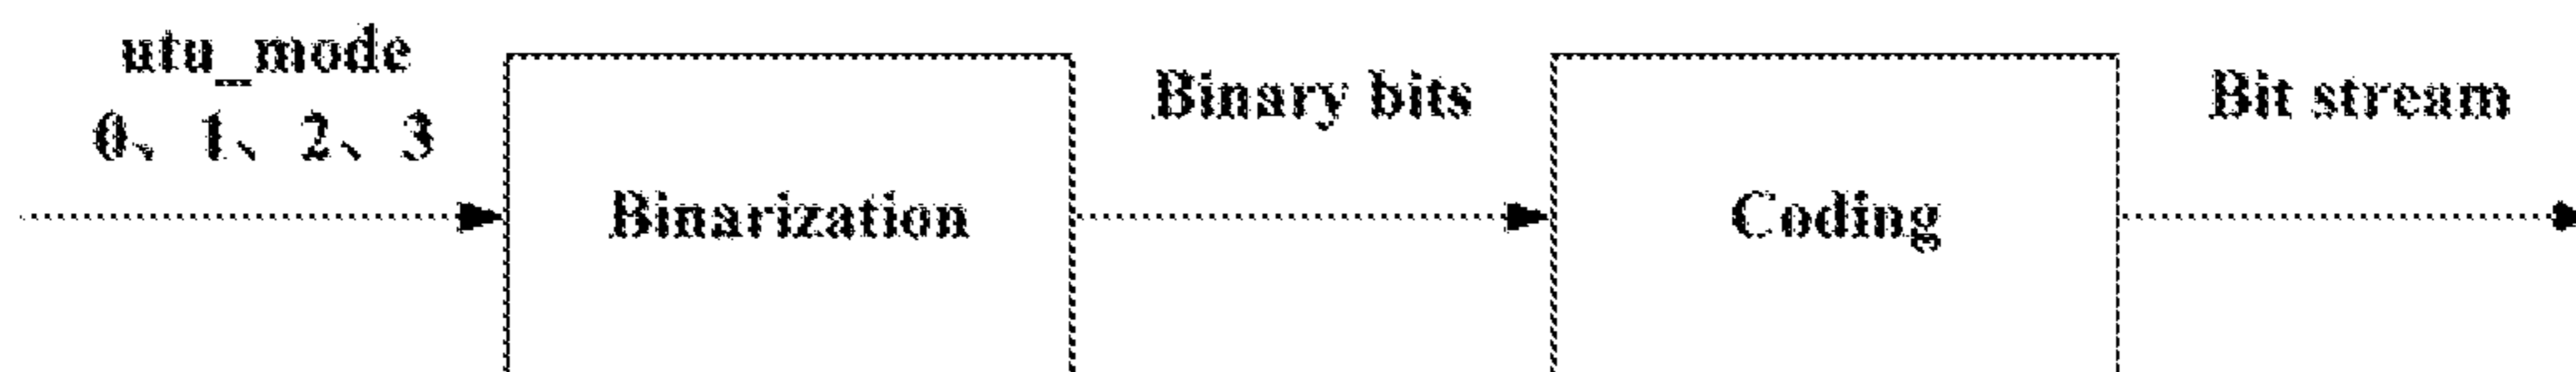 utu_mode
0、1、2、3
Binarization
Binary bits
Coding
Bit stream